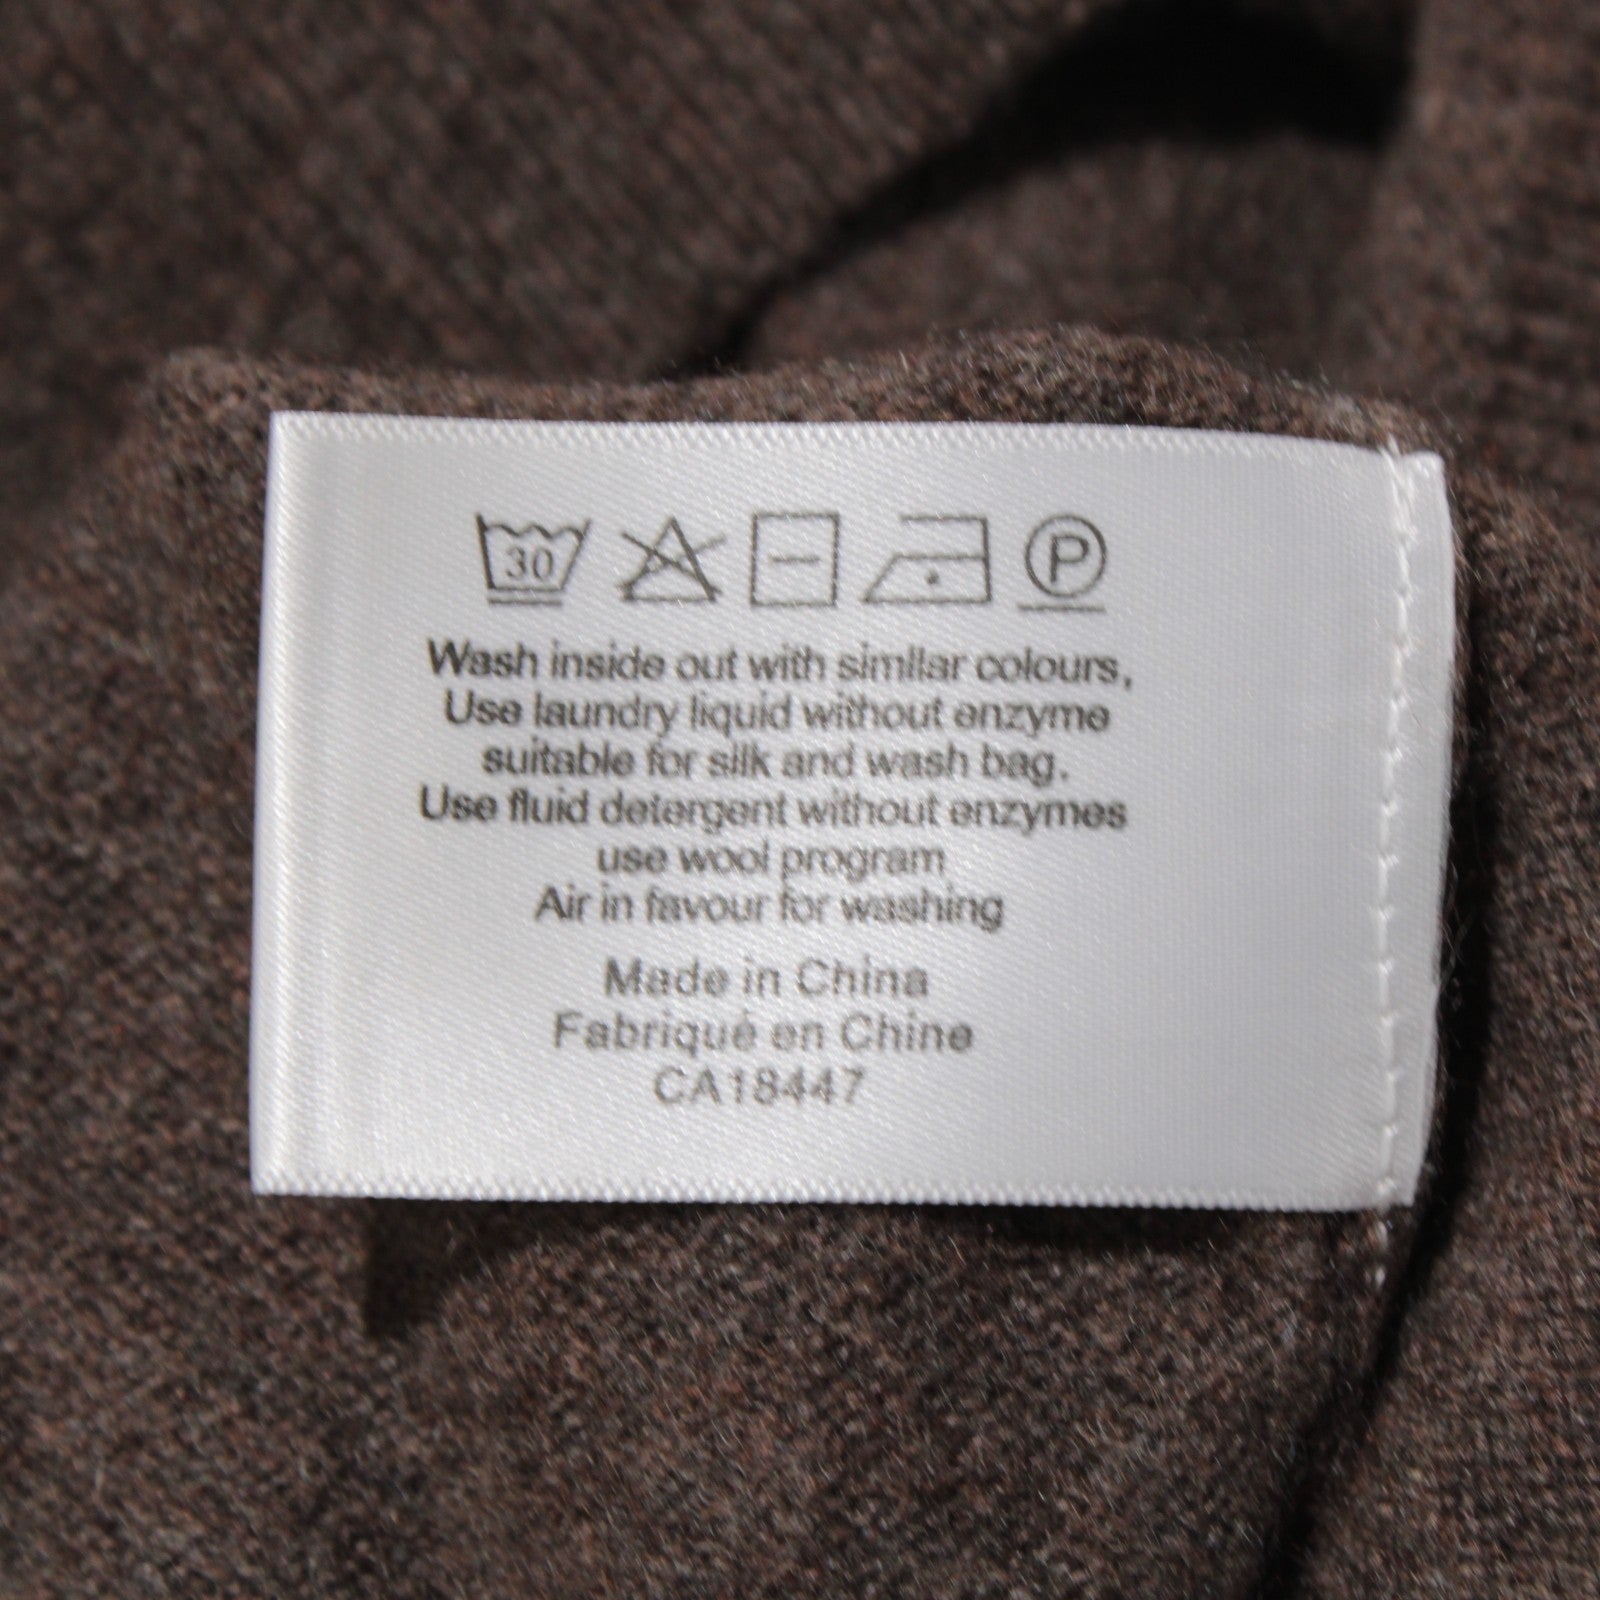 30
P
Wash inside out with similar colours,
Use laundry liquid without enzyme
suitable for silk and wash bag.
Use fluid detergent without enzymes
use wool program
Air in favour for washing
Made in China
Fabriqué en Chine
CA18447